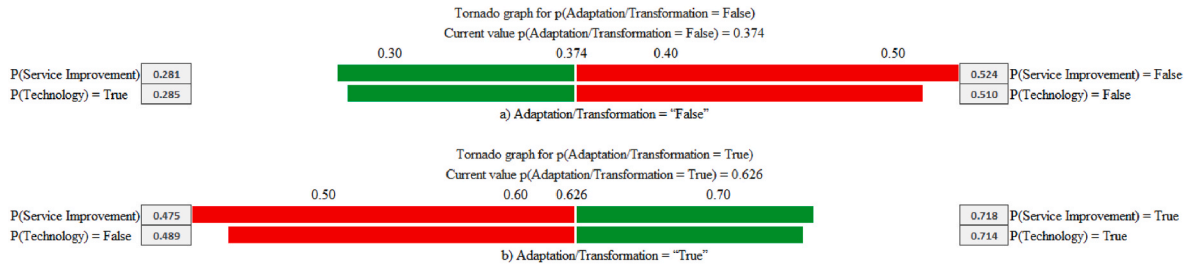 Tornado graph for p(Adaptation/Transformation = False)
Current value p(Adaptation/Transformation = False) = 0.374
0.30 0.374 0.40 0.50
P(Service Improvement) 0.281 0.524 P(Service Improvement) = False
P(Technology) = True 0.285 0.510 P(Technology) = False
a) Adaptation/Transformation = “False”
Tornado graph for p(Adaptation/Transformation = True)
Current value p(Adaptation/Transformation = True) = 0.626
0.50 0.60 0.626 0.70
P(Service Improvement) 0.475 0.718 P(Service Improvement) = True
P(Technology) = False 0.489 0.714 P(Technology) = True
b) Adaptation/Transformation = “True”